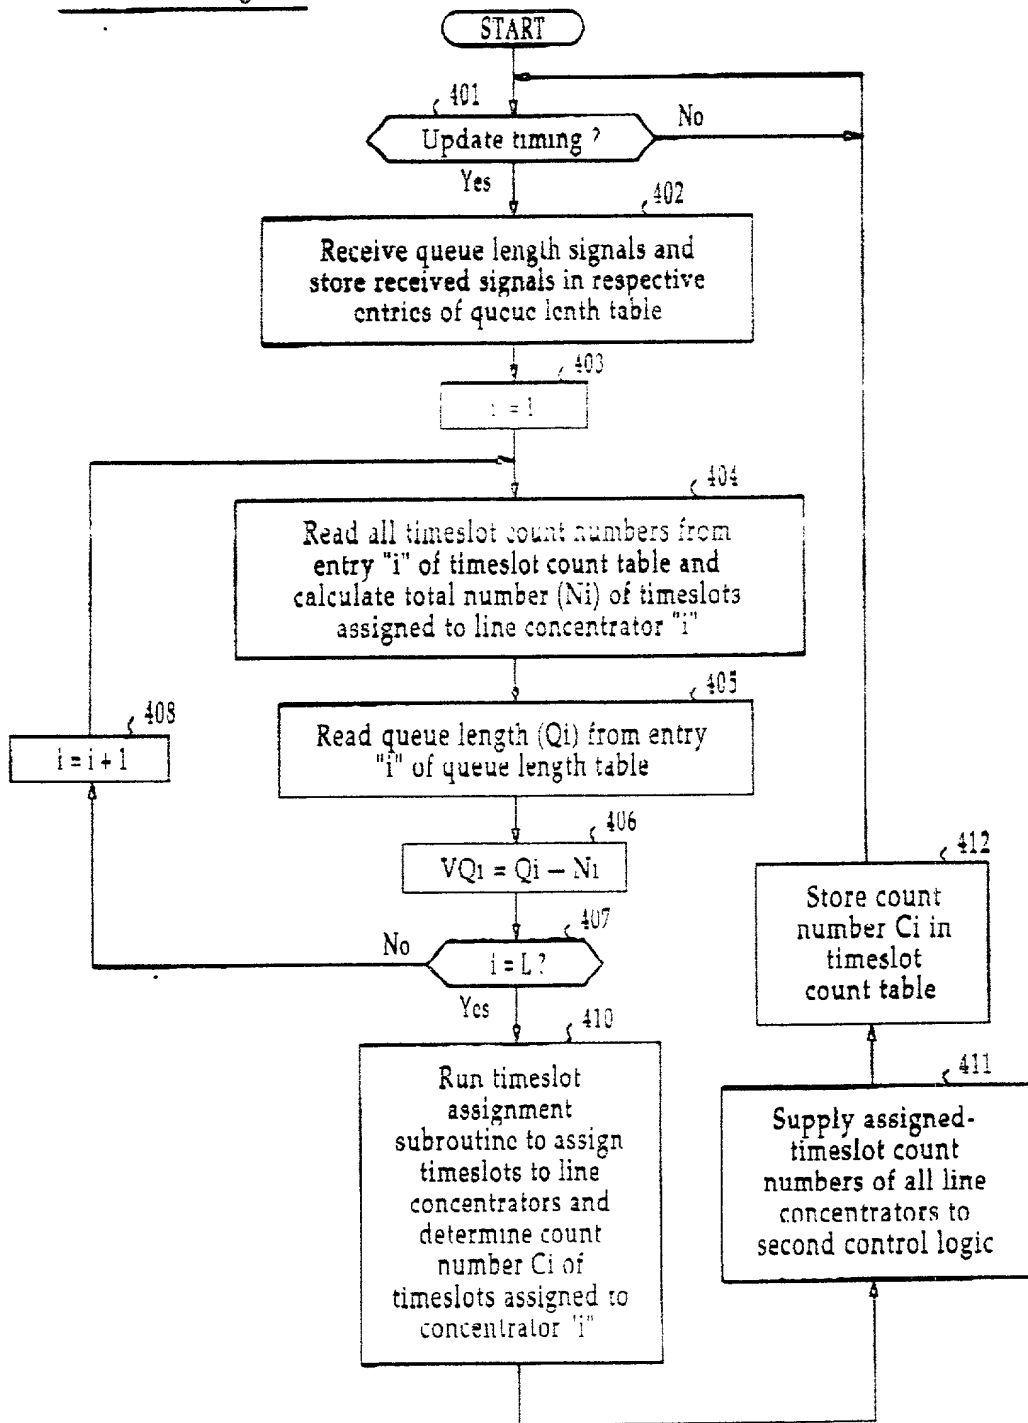 START
401
Update timing ?
No
Yes
402
Receive queue length signals and
store received signals in respective
entries of queue lenth table
403
i = 1
404
Read all timeslot count numbers from
entry "i" of timeslot count table and
calculate total number (Ni) of timeslots
assigned to line concentrator "i"
405
Read queue length (Qi) from entry
"i" of queue length table
408
i = i + 1
406
VQi = Qi – Ni
407
No
i = L ?
Yes
410
Run timeslot
assignment
subroutine to assign
timeslots to line
concentrators and
determine count
number Ci of
timeslots assigned to
concentrator "i"
412
Store count
number Ci in
timeslot
count table
411
Supply assigned-
timeslot count
numbers of all line
concentrators to
second control logic